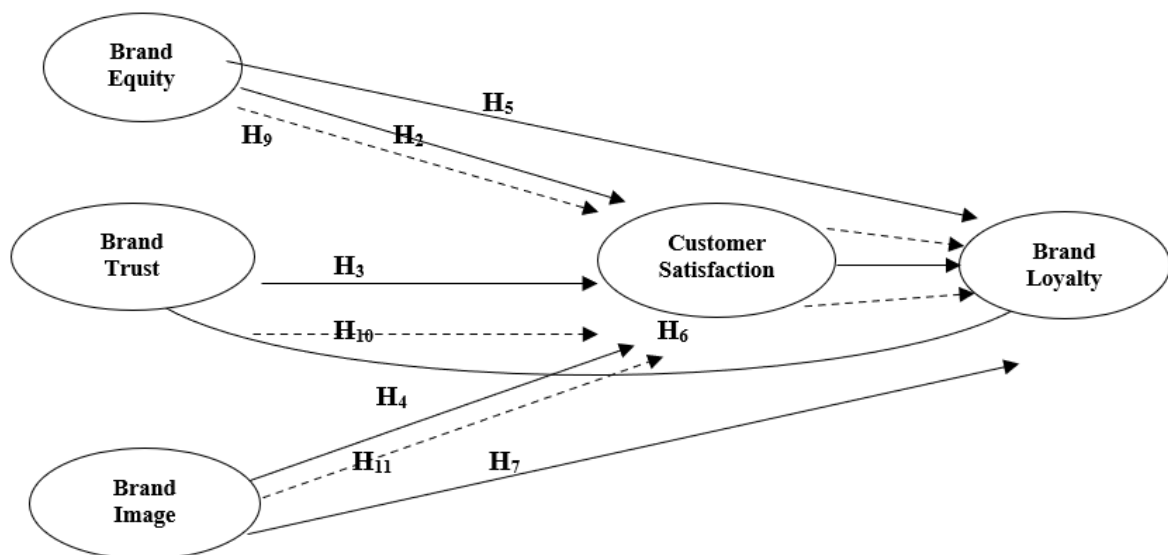 Brand
Equity
H5
H9
H2
Brand
Trust
H3
Customer
Satisfaction
Brand
Loyalty
H10
H6
H4
H11
H7
Brand
Image